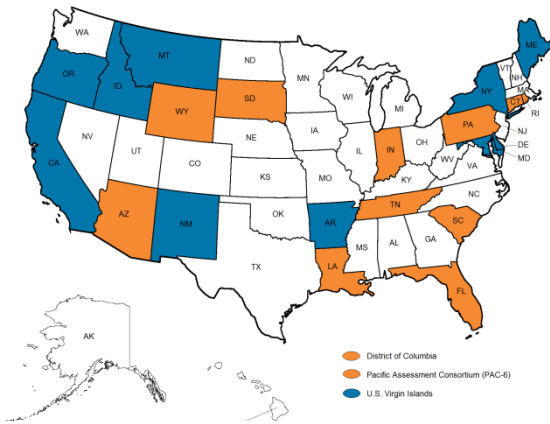 WA
MT
ME
ND
VT
OR
MN
NH
ID
NY
MA
WI
SD
CT
RI
WY
MI
IA
PA
NJ
NE
NV
OH
DE
IN
MD
UT
IL
WV
CO
VA
CA
KS
MO
KY
NC
TN
OK
AZ
AR
SC
NM
MS
AL
GA
TX
LA
FL
AK
District of Columbia
Pacific Assessment Consortium (PAC-6)
U.S. Virgin Islands